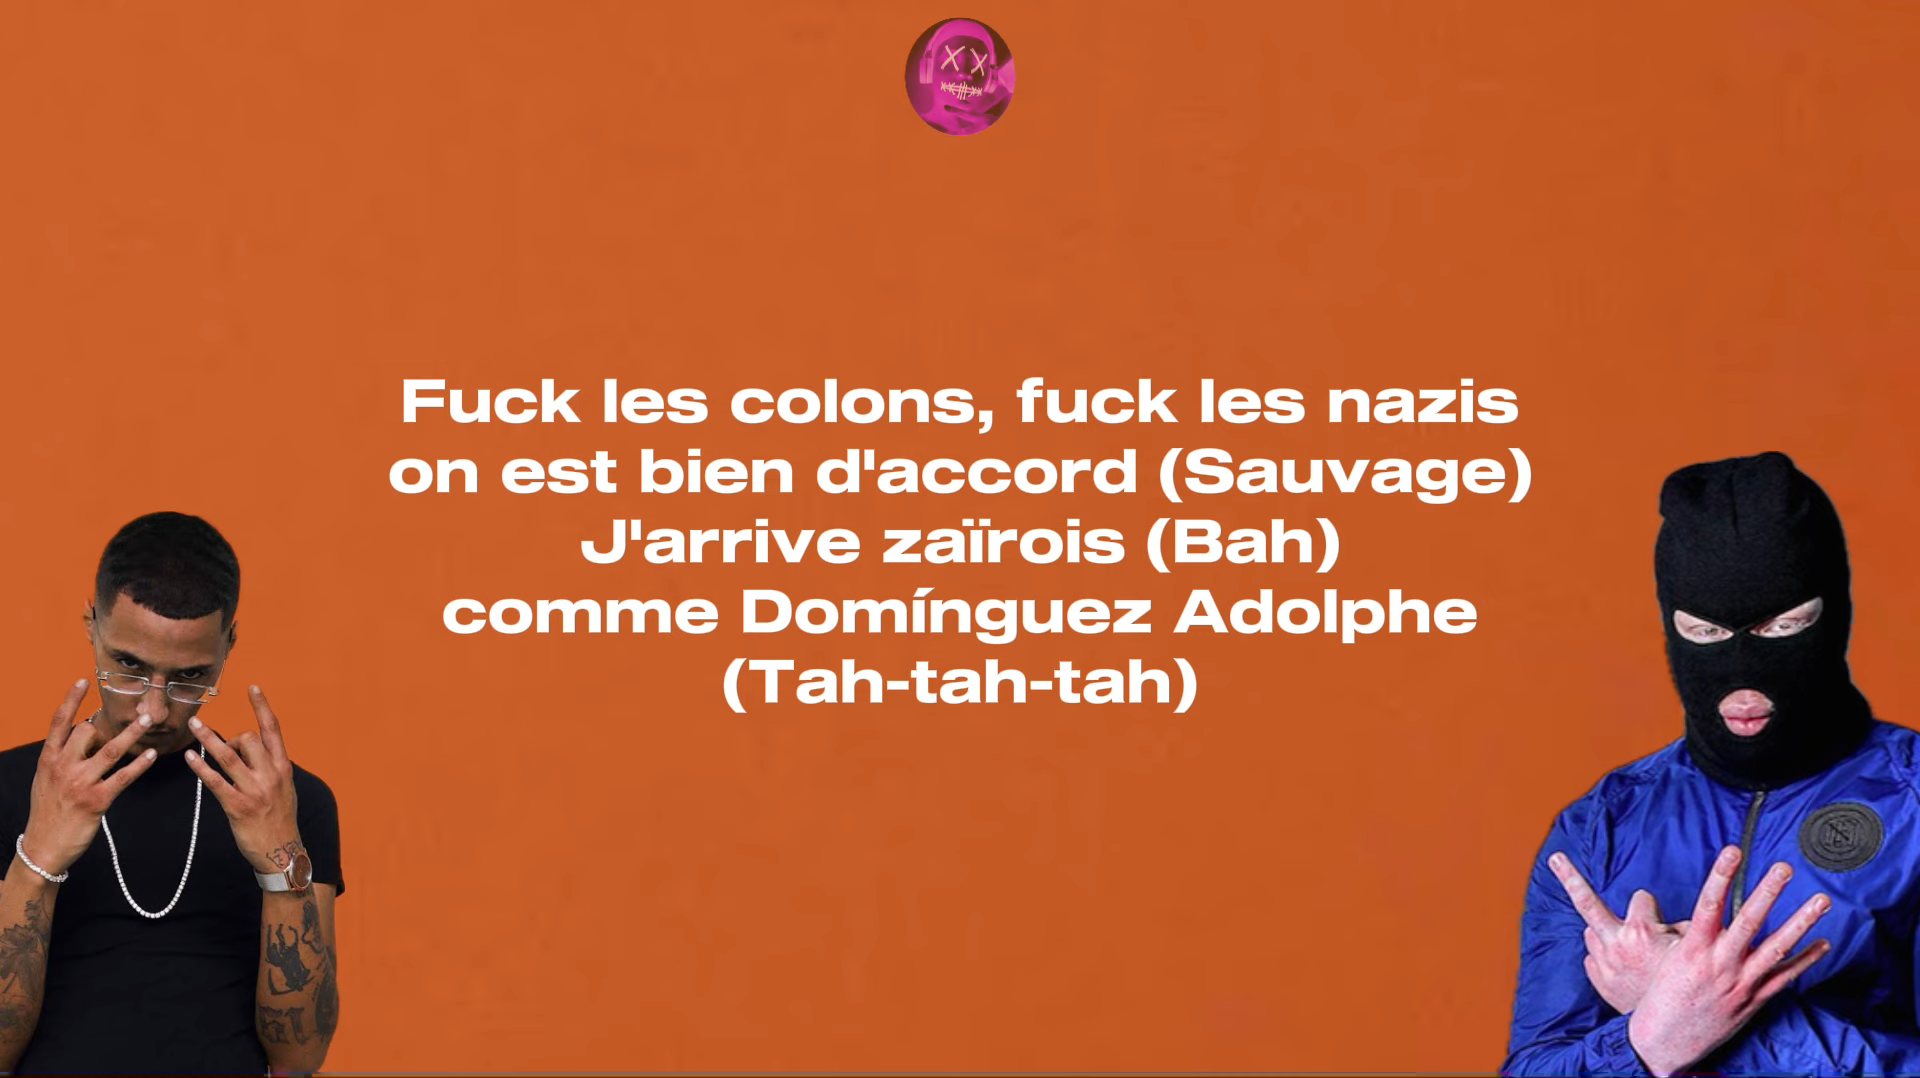 Fuck les colons, fuck les nazis
on est bien d'accord (Sauvage)
J'arrive zaïrois (Bah)
comme Domínguez Adolphe
(Tah-tah-tah)